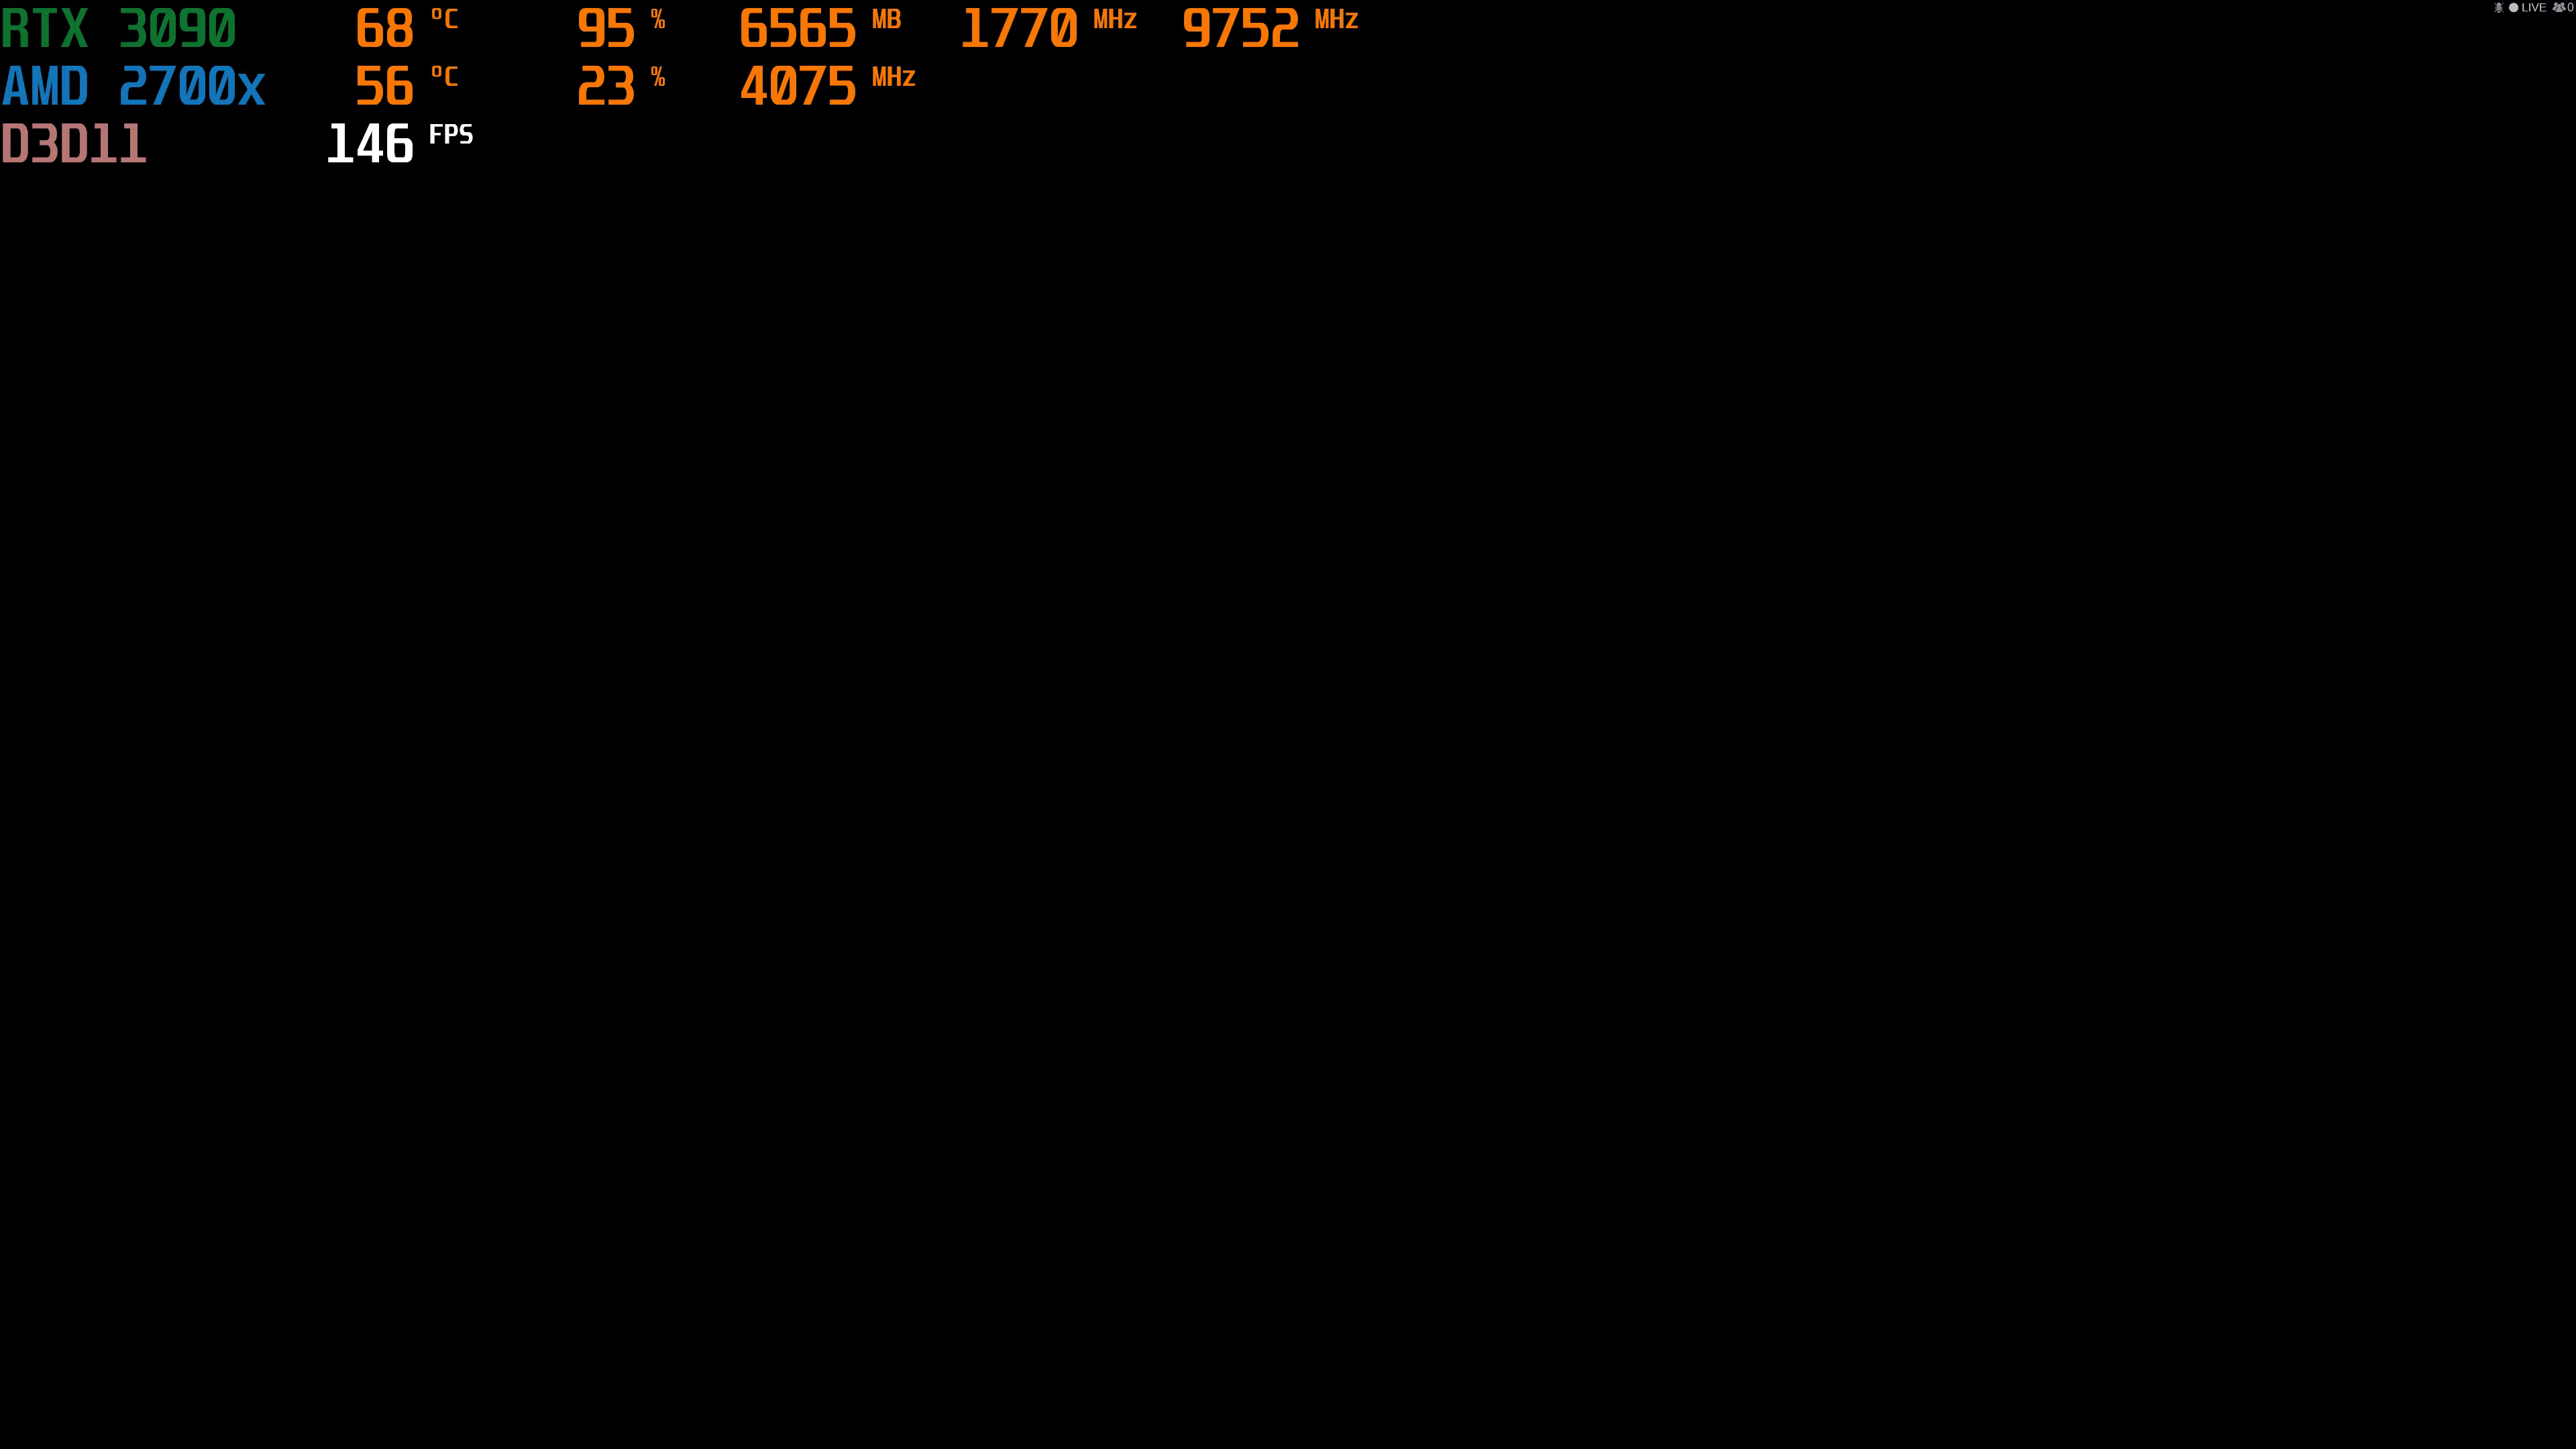 RTX 3090 68 °C 95 % 6565 MB 1770 MHz 9752 MHz
AMD 2700x 56 °C 23 % 4075 MHz
D3D11 146 FPS
LIVE 0